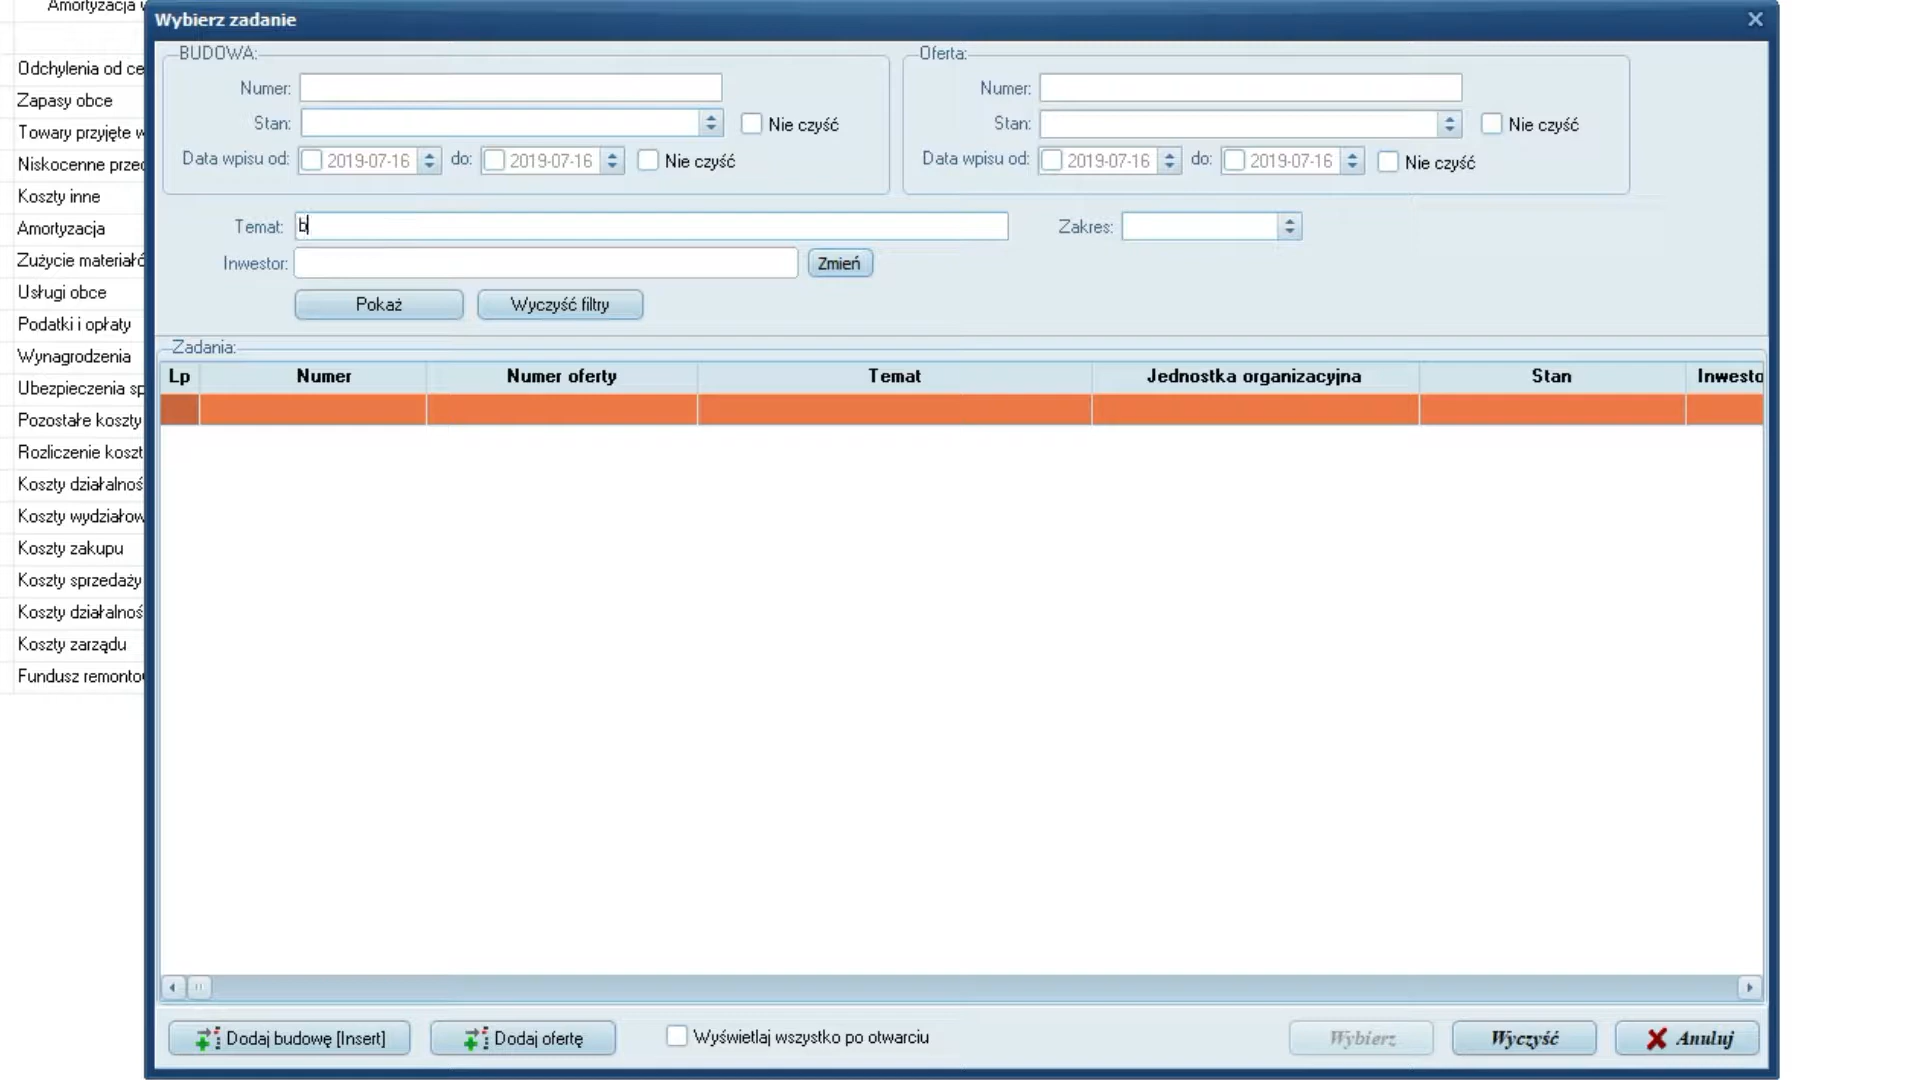 Amortyzacja
Wybierz zadanie
BUDOWA:
Numer:
Stan:
Nie czyść
Data wpisu od: 2019-07-16 do: 2019-07-16 Nie czyść
Oferta:
Numer:
Stan:
Nie czyść
Data wpisu od: 2019-07-16 do: 2019-07-16 Nie czyść
Temat: b
Zakres:
Inwestor:
Zmień
Pokaż
Wyczyść filtry
Zadania:
Lp Numer Numer oferty Temat Jednostka organizacyjna Stan Inwesto
Odchylenia od ce
Zapasy obce
Towary przyjęte w
Niskocenne przed
Koszty inne
Amortyzacja
Zużycie materiałó
Usługi obce
Podatki i opłaty
Wynagrodzenia
Ubezpieczenia sp
Pozostałe koszty
Rozliczenie koszt
Koszty działalnoś
Koszty wydziałow
Koszty zakupu
Koszty sprzedaży
Koszty działalnoś
Koszty zarządu
Fundusz remonto
Dodaj budowę [Insert]
Dodaj ofertę
Wyświetlaj wszystko po otwarciu
Wybierz
Wyczyść
Anuluj